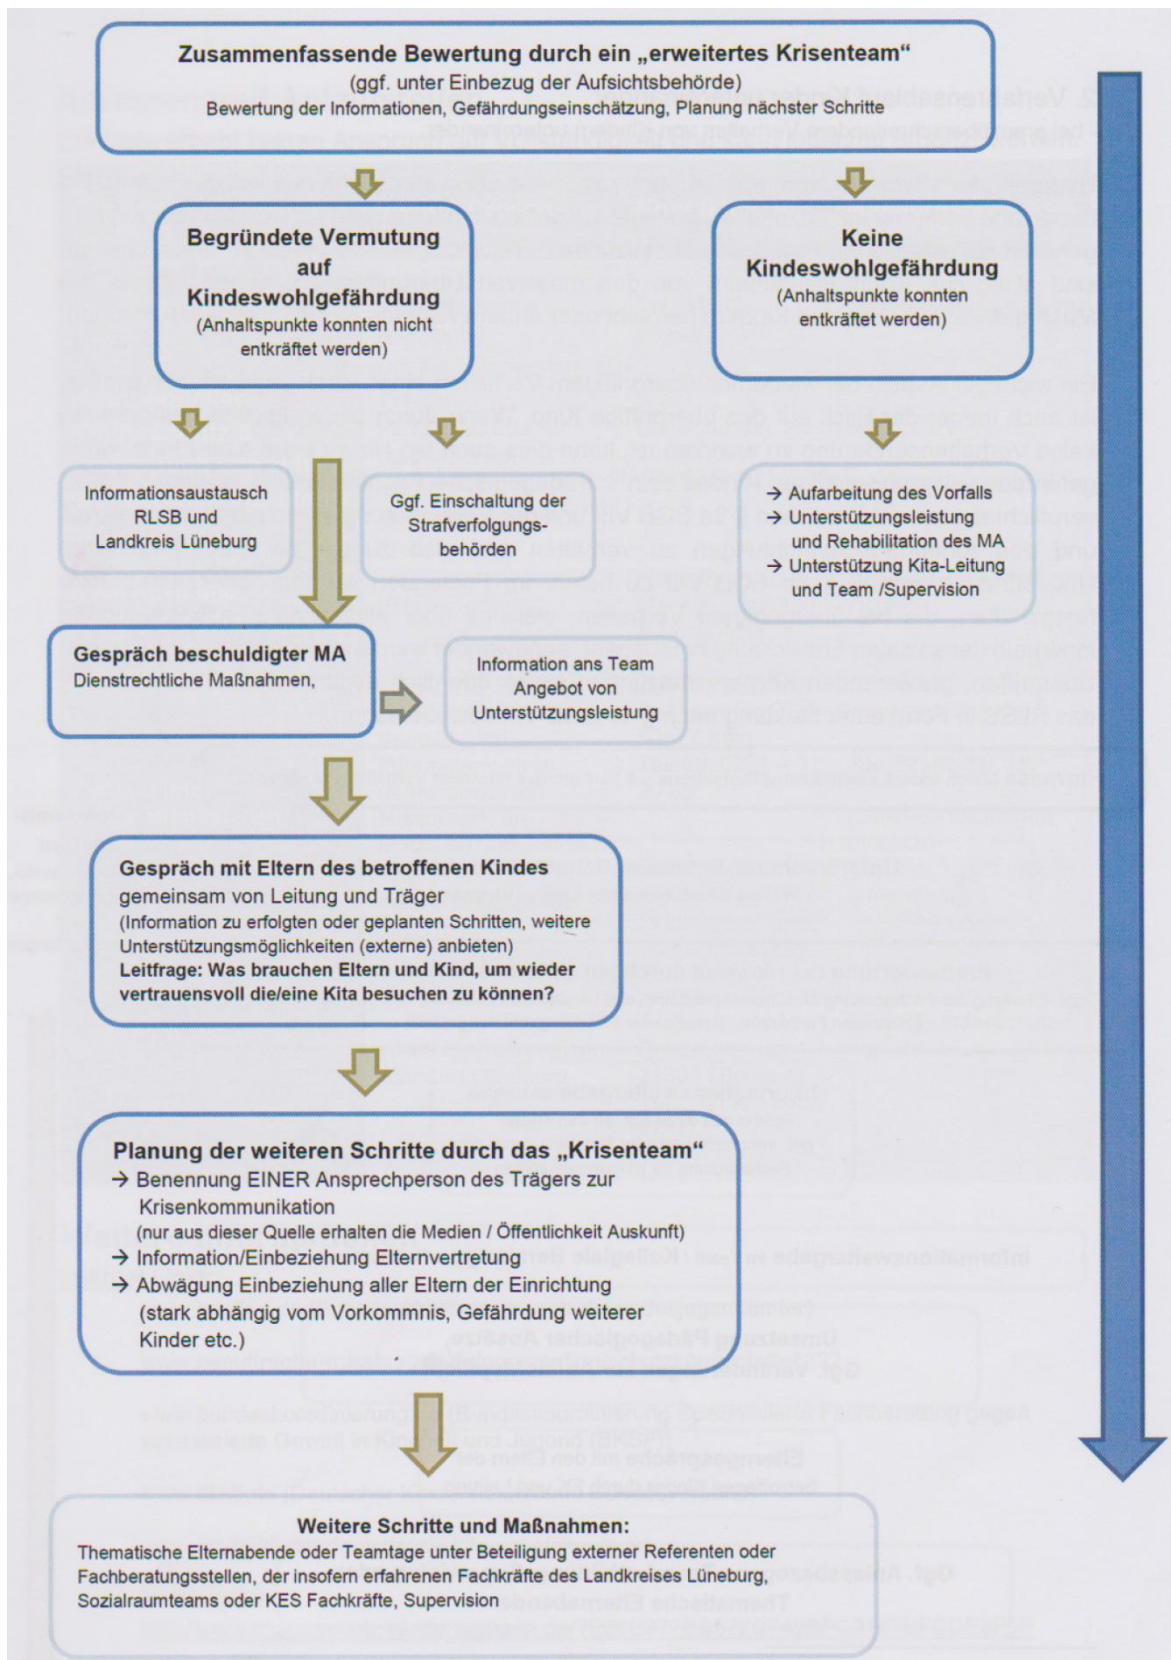 Zusammenfassende Bewertung durch ein „erweitertes Krisenteam“
(ggf. unter Einbezug der Aufsichtsbehörde)
Bewertung der Informationen, Gefährdungseinschätzung, Planung nächster Schritte
Begründete Vermutung
auf
Kindeswohlgefährdung
(Anhaltspunkte konnten nicht
entkräftet werden)
Keine
Kindeswohlgefährdung
(Anhaltspunkte konnten
entkräftet werden)
Informationsaustausch
RLSB und
Landkreis Lüneburg
Ggf. Einschaltung der
Strafverfolgungs-
behörden
→ Aufarbeitung des Vorfalls
→ Unterstützungsleistung
und Rehabilitation des MA
→ Unterstützung Kita-Leitung
und Team /Supervision
Gespräch beschuldigter MA
Dienstrechtliche Maßnahmen,
Information ans Team
Angebot von
Unterstützungsleistung
Gespräch mit Eltern des betroffenen Kindes
gemeinsam von Leitung und Träger
(Information zu erfolgten oder geplanten Schritten, weitere
Unterstützungsmöglichkeiten (externe) anbieten)
Leitfrage: Was brauchen Eltern und Kind, um wieder
vertrauensvoll die/eine Kita besuchen zu können?
Planung der weiteren Schritte durch das „Krisenteam“
→ Benennung EINER Ansprechperson des Trägers zur
Krisenkommunikation
(nur aus dieser Quelle erhalten die Medien / Öffentlichkeit Auskunft)
→ Information/Einbeziehung Elternvertretung
→ Abwägung Einbeziehung aller Eltern der Einrichtung
(stark abhängig vom Vorkommnis, Gefährdung weiterer
Kinder etc.)
Weitere Schritte und Maßnahmen:
Thematische Elternabende oder Teamtage unter Beteiligung externer Referenten oder
Fachberatungsstellen, der insofern erfahrenen Fachkräfte des Landkreises Lüneburg,
Sozialraumteams oder KES Fachkräfte, Supervision